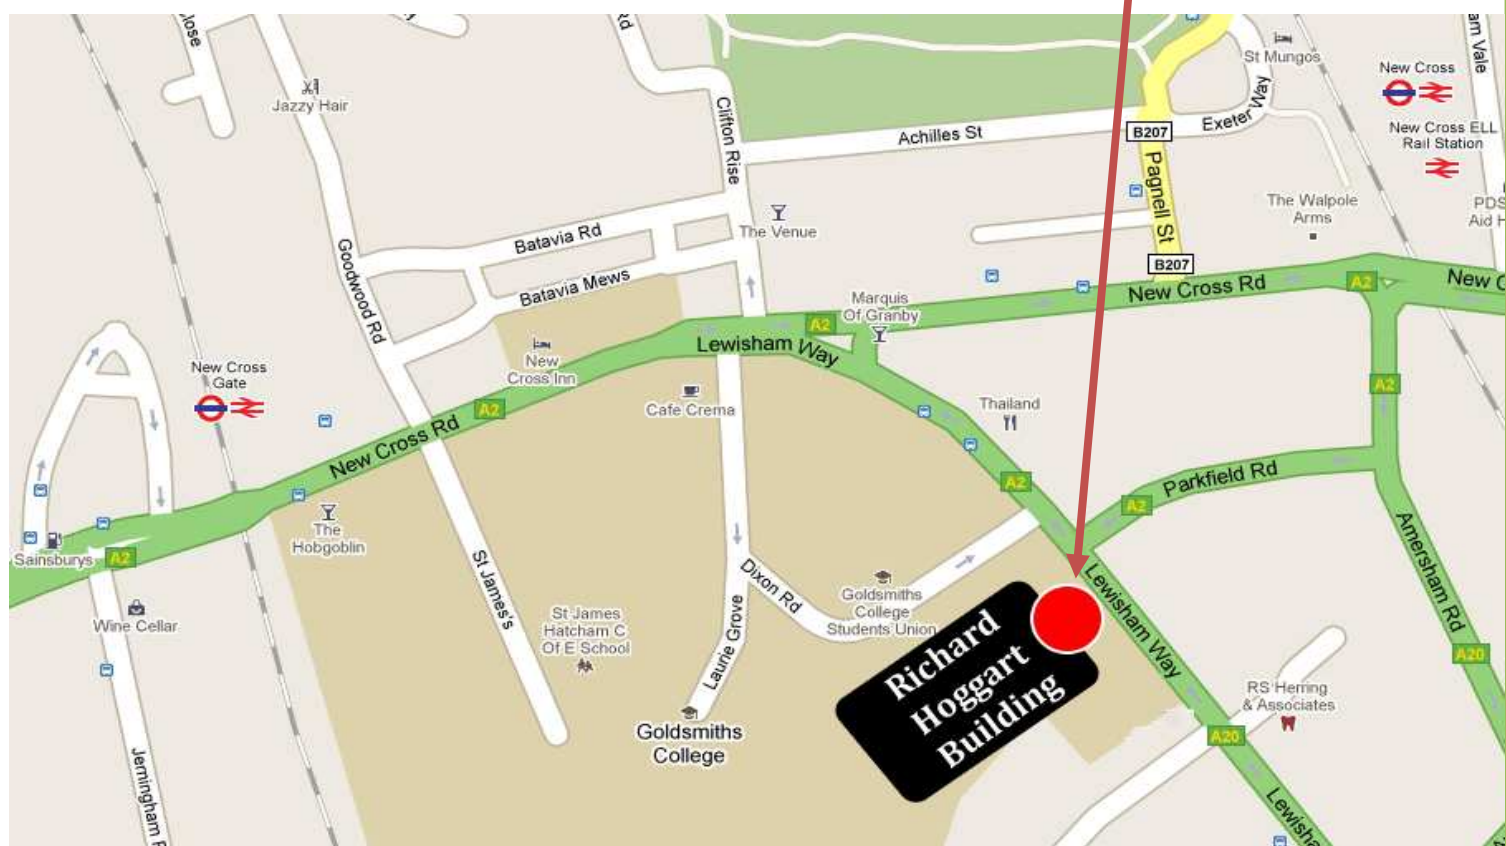 Close
Rd
am Vale
St Mungos
New Cross
Jazzy Hair
Clifton Rise
Achilles St
B207
Exeter Way
New Cross ELL
Rail Station
Pagnell St
The Walpole
Arms
PDS
Aid H
The Venue
Batavia Rd
Goodwood Rd
Batavia Mews
B207
New Cross Rd
A2
New C
Marquis
Of Granby
A2
Lewisham Way
New
Cross Inn
New Cross
Gate
Cafe Crema
A2
New Cross Rd
Thailand
A2
A2
Parkfield Rd
A2
The
Hobgoblin
Sainsburys
A2
Amersham Rd
St James's
Dixon Rd
Goldsmiths
College
Students Union
Lewisham Way
Wine Cellar
St James
Hatcham C
Of E School
Laurie Grove
Richard
Hoggart
Building
A20
RS Herring
& Associates
Goldsmiths
College
A20
Jerningham R
Lewisha